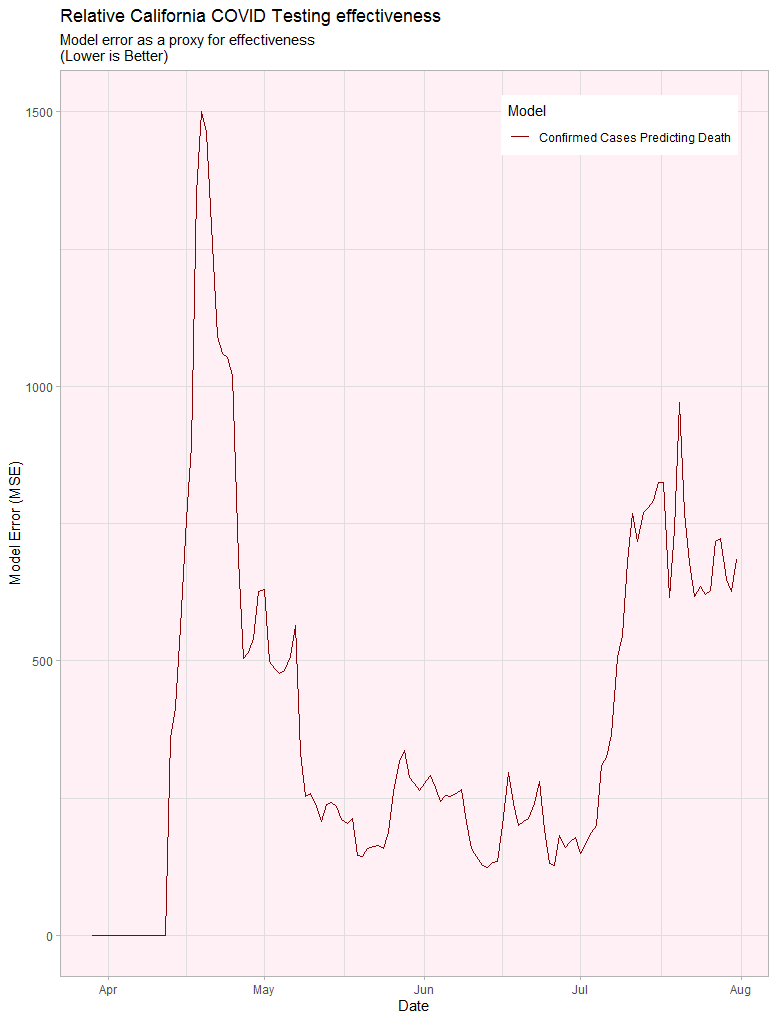 Relative California COVID Testing effectiveness
Model error as a proxy for effectiveness
(Lower is Better)
Model
Confirmed Cases Predicting Death
Model Error (MSE)
1500
1000
500
0
Apr
May
Jun
Jul
Aug
Date